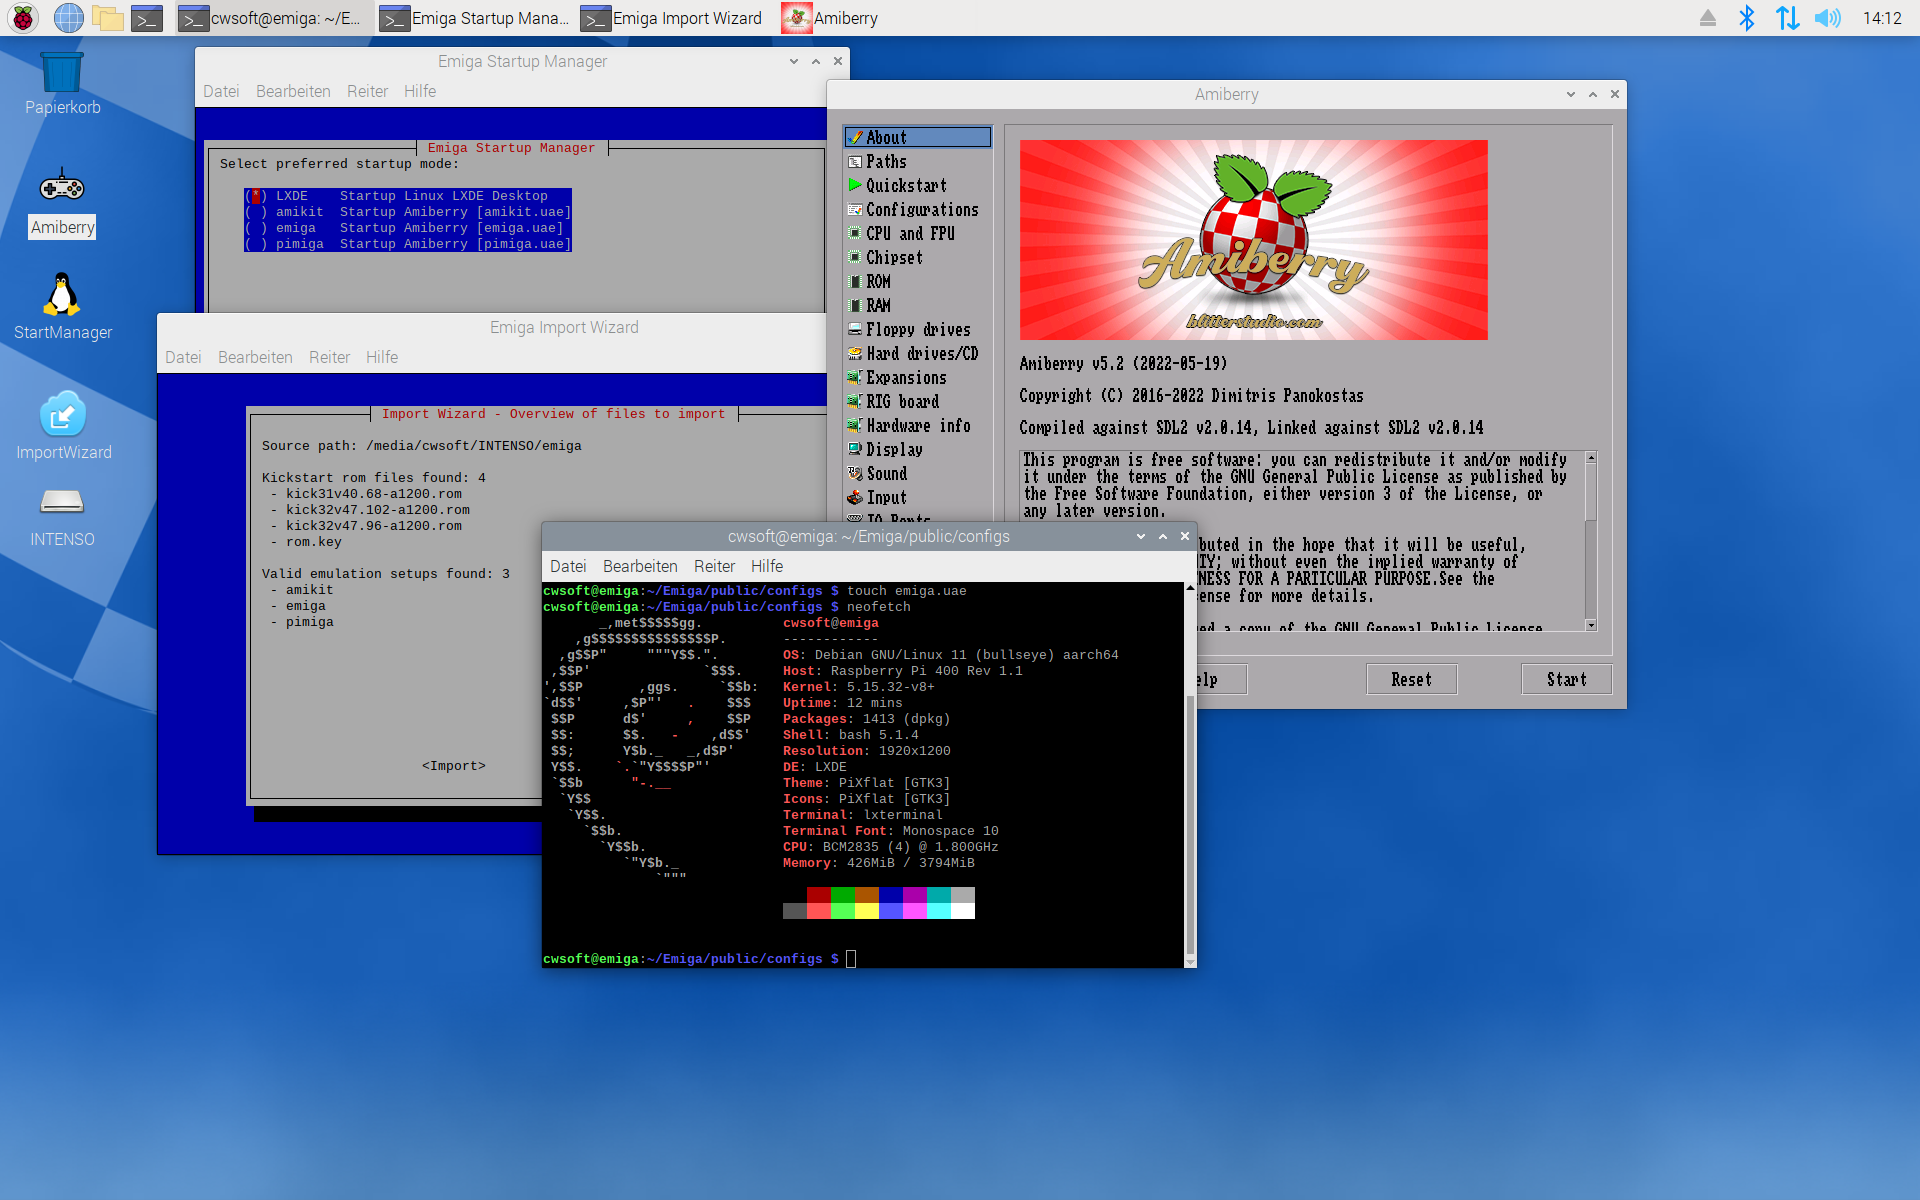 cwsoft@emiga: ~/E...
Emiga Startup Mana...
Emiga Import Wizard
Amiberry
14:12
Papierkorb
Amiberry
StartManager
ImportWizard
INTENSO
Emiga Startup Manager
Datei Bearbeiten Reiter Hilfe
Emiga Startup Manager
Select preferred startup mode:
(*) LXDE Startup Linux LXDE Desktop
( ) amikit Startup Amiberry [amikit.uae]
( ) emiga Startup Amiberry [emiga.uae]
( ) pimiga Startup Amiberry [pimiga.uae]
Emiga Import Wizard
Datei Bearbeiten Reiter Hilfe
Import Wizard - Overview of files to import
Source path: /media/cwsoft/INTENSO/emiga
Kickstart rom files found: 4
- kick31v40.68-a1200.rom
- kick32v47.102-a1200.rom
- kick32v47.96-a1200.rom
- rom.key
Valid emulation setups found: 3
- amikit
- emiga
- pimiga
<Import>
Amiberry
About
Paths
Quickstart
Configurations
CPU and FPU
Chipset
ROM
RAM
Floppy drives
Hard drives/CD
Expansions
RTG board
Hardware info
Display
Sound
Input
IO Ports
Amiberry
blitterstudio.com
Amiberry v5.2 (2022-05-19)
Copyright (C) 2016-2022 Dimitris Panokostas
Compiled against SDL2 v2.0.14, Linked against SDL2 v2.0.14
This program is free software: you can redistribute it and/or modify
it under the terms of the GNU General Public License as published by
the Free Software Foundation, either version 3 of the License, or
any later version.
buted in the hope that it will be useful,
TY; without even the implied warranty of
NESS FOR A PARTICULAR PURPOSE.See the
ense for more details.
ed a copy of the GNU General Public License
elp
Reset
Start
cwsoft@emiga: ~/Emiga/public/configs
Datei Bearbeiten Reiter Hilfe
cwsoft@emiga:~/Emiga/public/configs $ touch emiga.uae
cwsoft@emiga:~/Emiga/public/configs $ neofetch
cwsoft@emiga
------------
OS: Debian GNU/Linux 11 (bullseye) aarch64
Host: Raspberry Pi 400 Rev 1.1
Kernel: 5.15.32-v8+
Uptime: 12 mins
Packages: 1413 (dpkg)
Shell: bash 5.1.4
Resolution: 1920x1200
DE: LXDE
Theme: PiXflat [GTK3]
Icons: PiXflat [GTK3]
Terminal: lxterminal
Terminal Font: Monospace 10
CPU: BCM2835 (4) @ 1.800GHz
Memory: 426MiB / 3794MiB
cwsoft@emiga:~/Emiga/public/configs $